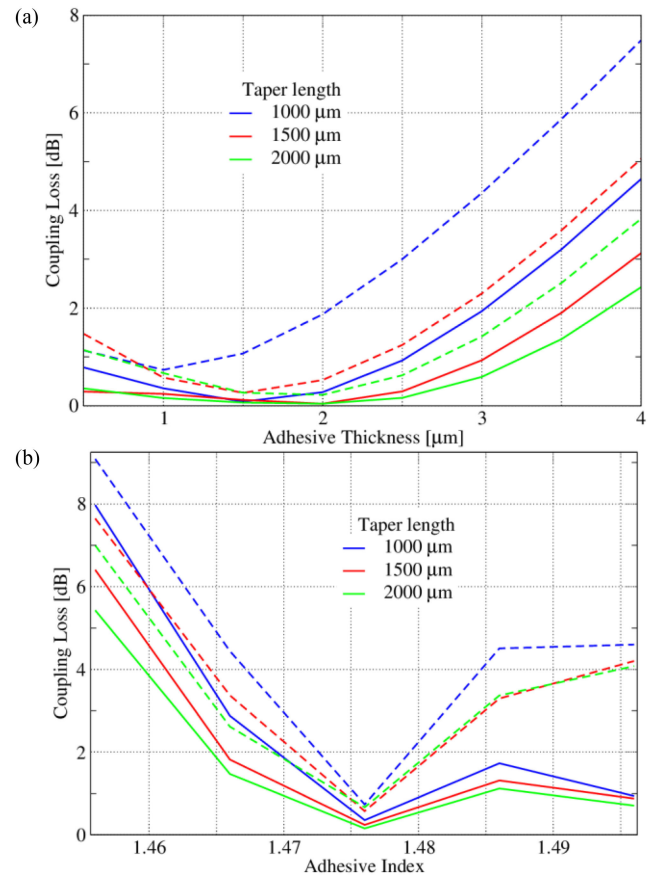 (a)
8
6
4
2
0
Coupling Loss [dB]
Taper length
1000 μm
1500 μm
2000 μm
1 2 3 4
Adhesive Thickness [μm]
(b)
8
6
4
2
0
Coupling Loss [dB]
Taper length
1000 μm
1500 μm
2000 μm
1.46 1.47 1.48 1.49
Adhesive Index